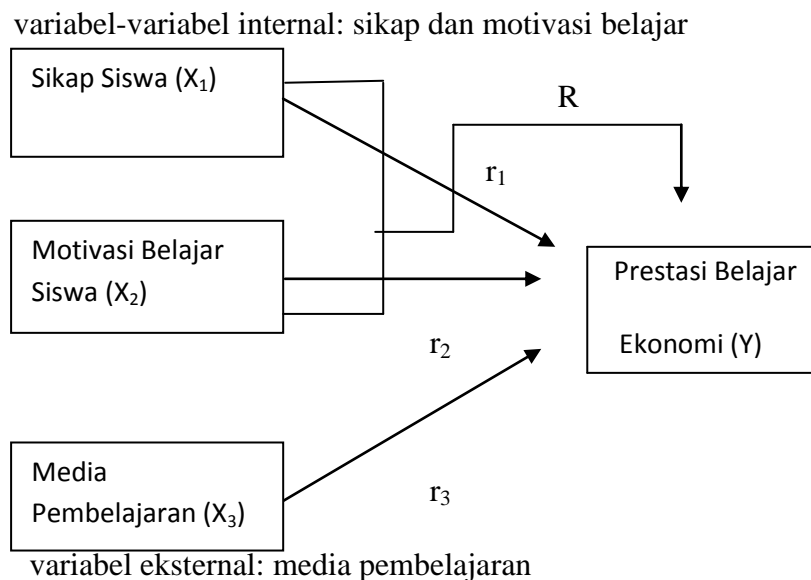 variabel-variabel internal: sikap dan motivasi belajar
Sikap Siswa (X₁)
R
r₁
Motivasi Belajar
Siswa (X₂)
Prestasi Belajar
Ekonomi (Y)
r₂
Media
Pembelajaran (X₃)
r₃
variabel eksternal: media pembelajaran